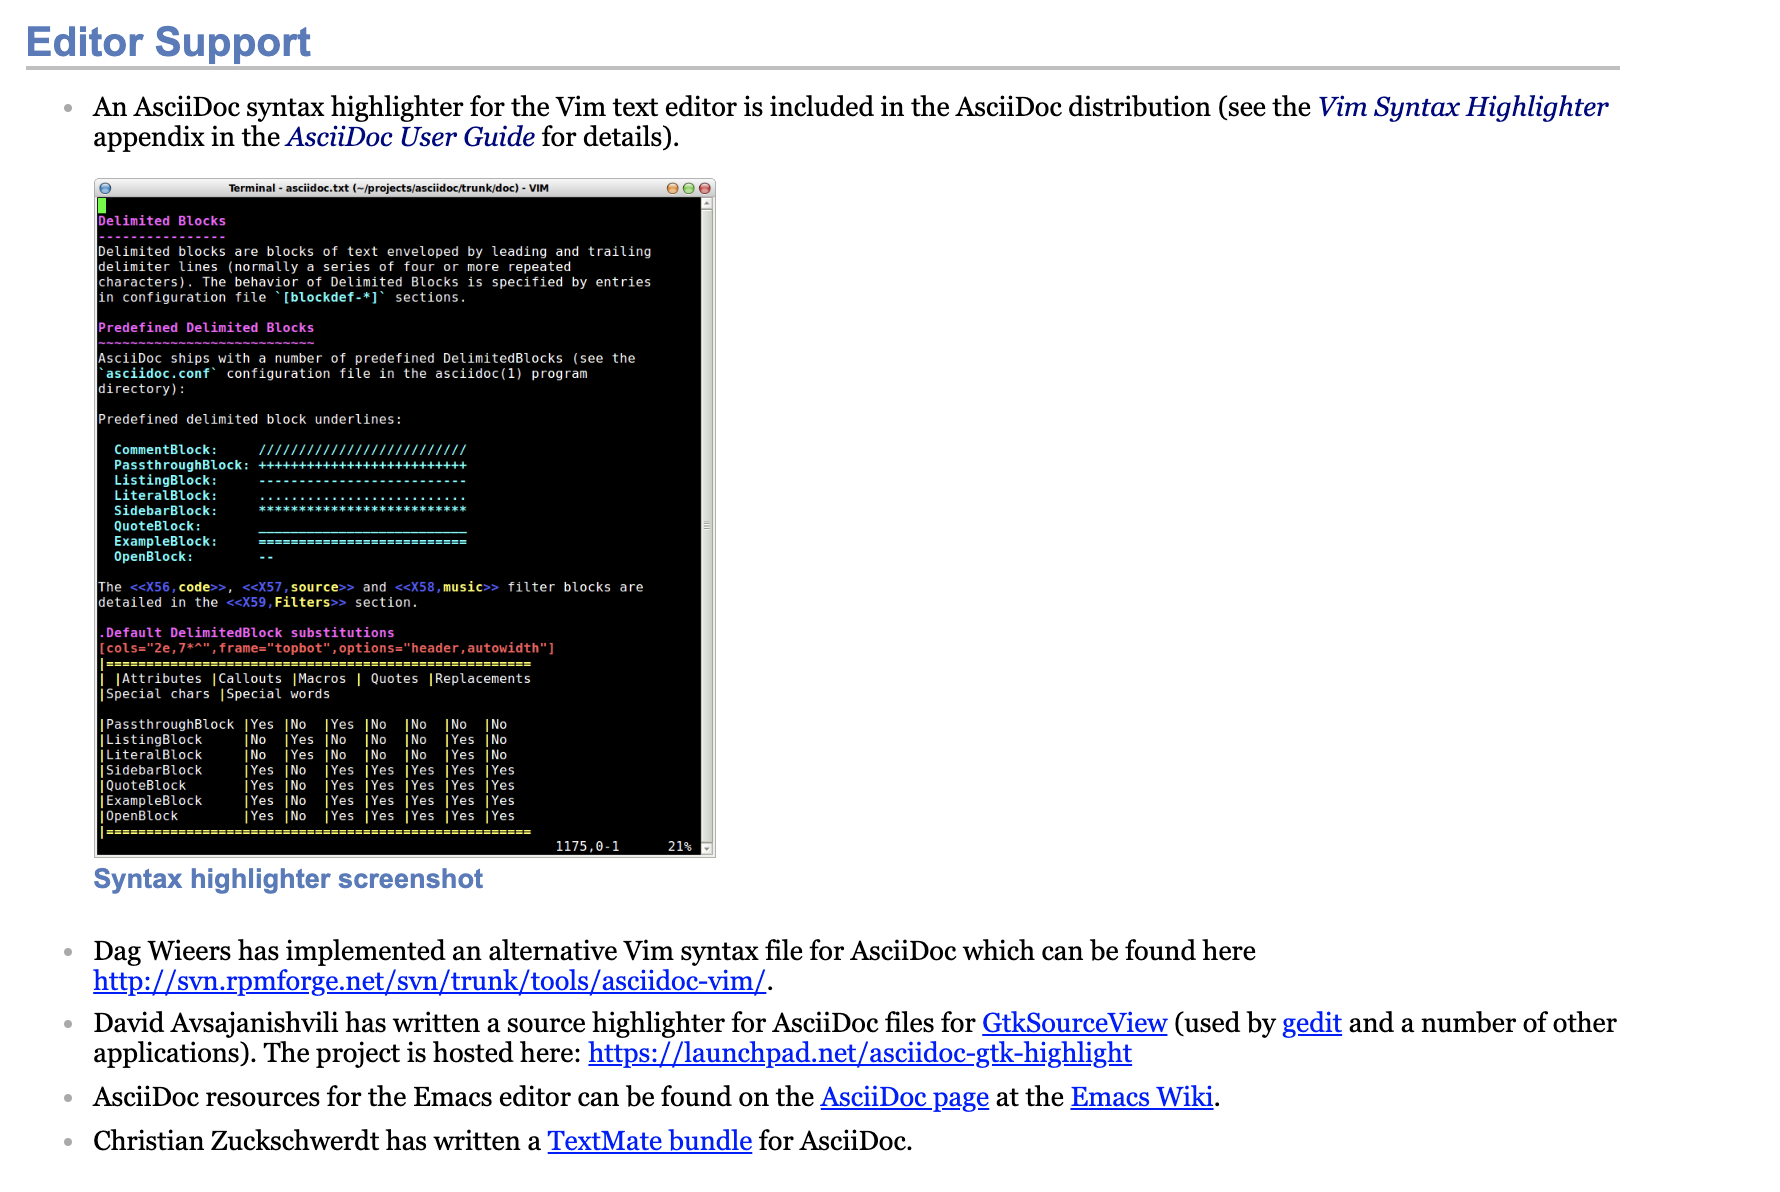 Editor Support
An AsciiDoc syntax highlighter for the Vim text editor is included in the AsciiDoc distribution (see the Vim Syntax Highlighter
appendix in the AsciiDoc User Guide for details).
Terminal - asciidoc.txt (~/projects/asciidoc/trunk/doc) - VIM
Delimited Blocks
----------------
Delimited blocks are blocks of text enveloped by leading and trailing
delimiter lines (normally a series of four or more repeated
characters). The behavior of Delimited Blocks is specified by entries
in configuration file `[blockdef-*]` sections.
Predefined Delimited Blocks
~~~~~~~~~~~~~~~~~~~~~~~~~~~
AsciiDoc ships with a number of predefined DelimitedBlocks (see the
`asciidoc.conf` configuration file in the asciidoc(1) program
directory):
Predefined delimited block underlines:
CommentBlock:     //////////////////////////
PassthroughBlock: ++++++++++++++++++++++++++
ListingBlock:     --------------------------
LiteralBlock:     ..........................
SidebarBlock:     **************************
QuoteBlock:       __________________________
ExampleBlock:     ==========================
OpenBlock:        --
The <<X56,code>>, <<X57,source>> and <<X58,music>> filter blocks are
detailed in the <<X59,Filters>> section.
.Default DelimitedBlock substitutions
[cols="2e,7*^",frame="topbot",options="header,autowidth"]
|=====================================================
| |Attributes |Callouts |Macros | Quotes |Replacements
|Special chars |Special words
|PassthroughBlock |Yes |No  |Yes |No  |No  |No  |No
|ListingBlock     |No  |Yes |No  |No  |No  |Yes |No
|LiteralBlock     |No  |Yes |No  |No  |No  |Yes |No
|SidebarBlock     |Yes |No  |Yes |Yes |Yes |Yes |Yes
|QuoteBlock       |Yes |No  |Yes |Yes |Yes |Yes |Yes
|ExampleBlock     |Yes |No  |Yes |Yes |Yes |Yes |Yes
|OpenBlock        |Yes |No  |Yes |Yes |Yes |Yes |Yes
|=====================================================
1175,0-1      21%
Syntax highlighter screenshot
Dag Wieers has implemented an alternative Vim syntax file for AsciiDoc which can be found here
http://svn.rpmforge.net/svn/trunk/tools/asciidoc-vim/.
David Avsajanishvili has written a source highlighter for AsciiDoc files for GtkSourceView (used by gedit and a number of other
applications). The project is hosted here: https://launchpad.net/asciidoc-gtk-highlight
AsciiDoc resources for the Emacs editor can be found on the AsciiDoc page at the Emacs Wiki.
Christian Zuckschwerdt has written a TextMate bundle for AsciiDoc.